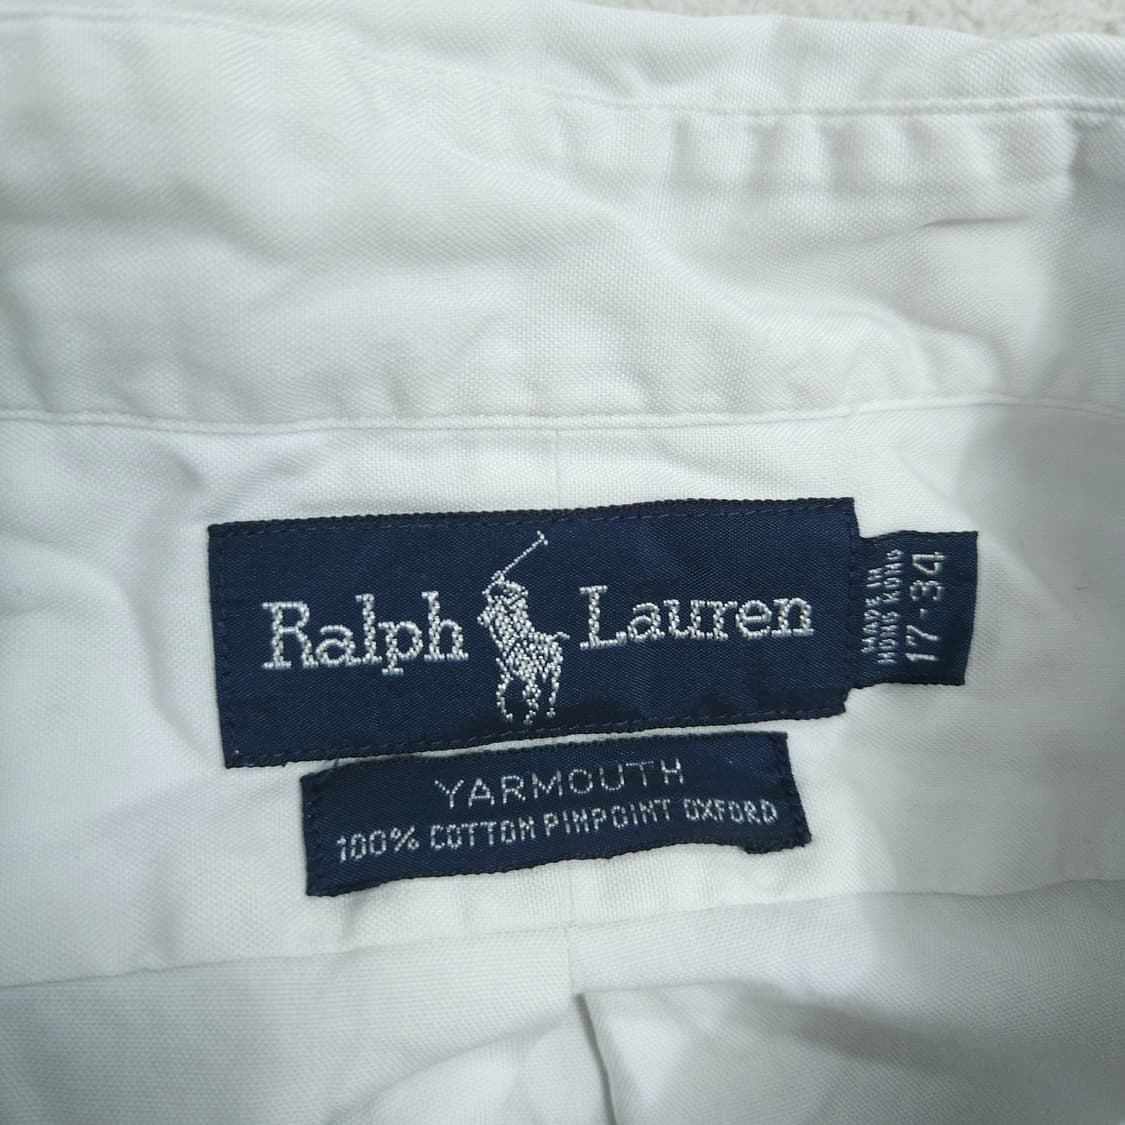 Ralph Lauren
MADE IN
HONG KONG
17-34
YARMOUTH
100% COTTON PINPOINT OXFORD